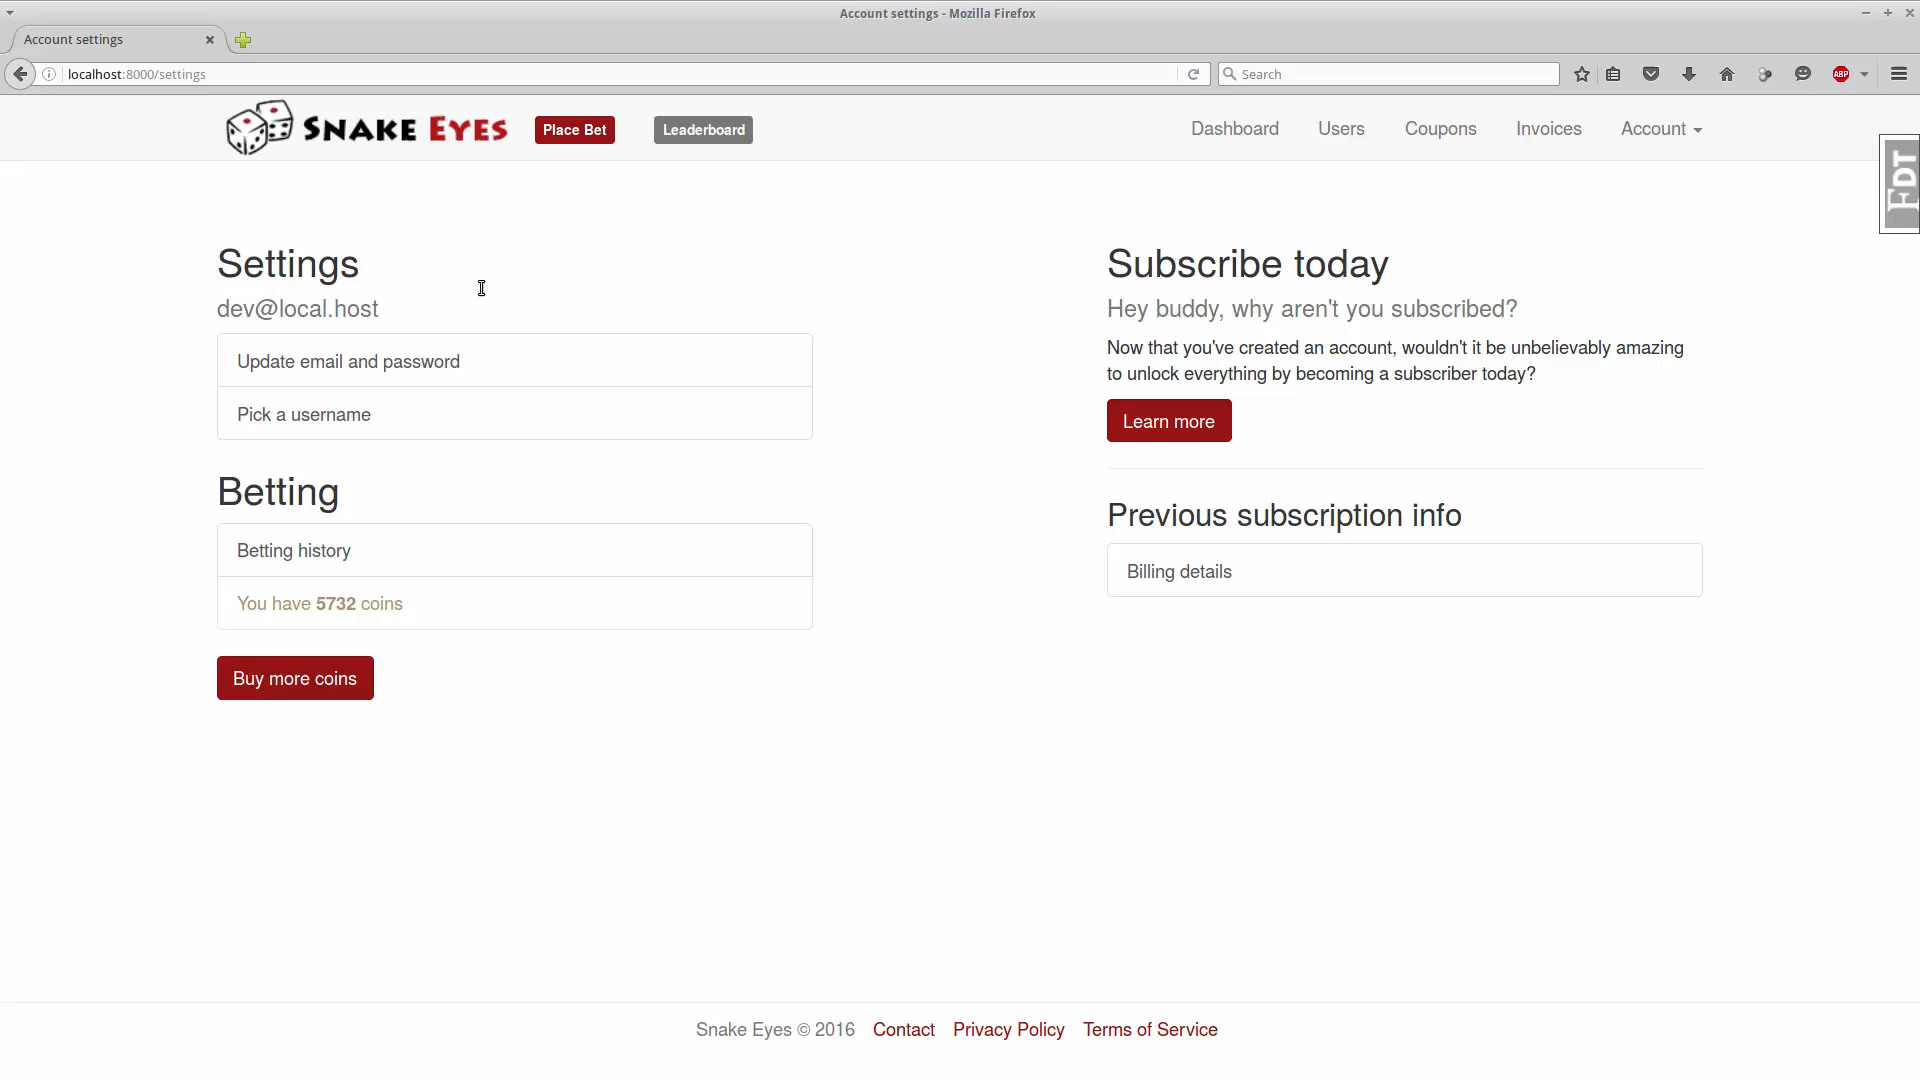 Account settings - Mozilla Firefox
Account settings
localhost:8000/settings
Search
ABP
SNAKE EYES
Place Bet
Leaderboard
Dashboard
Users
Coupons
Invoices
Account
FDT
Settings
dev@local.host
Update email and password
Pick a username
Betting
Betting history
You have 5732 coins
Buy more coins
Subscribe today
Hey buddy, why aren't you subscribed?
Now that you've created an account, wouldn't it be unbelievably amazing
to unlock everything by becoming a subscriber today?
Learn more
Previous subscription info
Billing details
Snake Eyes © 2016 Contact Privacy Policy Terms of Service